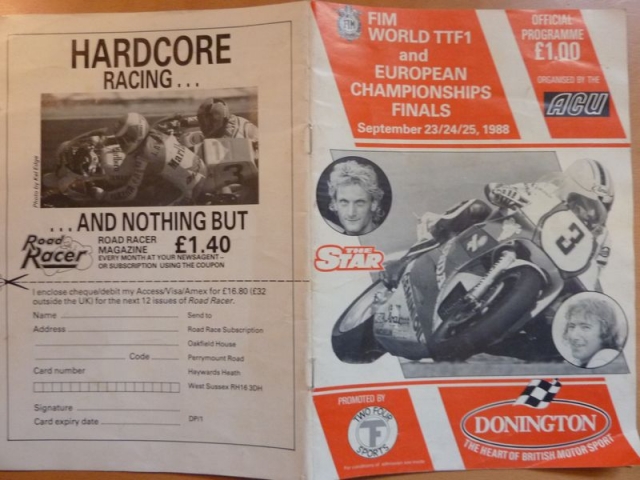 HARDCORE
RACING...
Photo by Kel Edge
3
...AND NOTHING BUT
Road Racer
ROAD RACER
MAGAZINE
£1.40
EVERY MONTH AT YOUR NEWSAGENT –
OR SUBSCRIPTION USING THE COUPON
I enclose cheque/debit my Access/Visa/Amex for £16.80 (£32
outside the UK) for the next 12 issues of Road Racer.
Name
Address
Code
Card number
Signature
Card expiry date
Send to
Road Race Subscription
Oakfield House
Perrymount Road
Haywards Heath
West Sussex RH16 3DH
DP/1
FIM
FIM
WORLD TTF1
and
EUROPEAN
CHAMPIONSHIPS
FINALS
September 23/24/25, 1988
OFFICIAL
PROGRAMME
£1.00
ORGANISED BY THE
ACU
THE
STAR
3
PROMOTED BY
TWO FOUR
SPORTS
DONINGTON
THE HEART OF BRITISH MOTOR SPORT